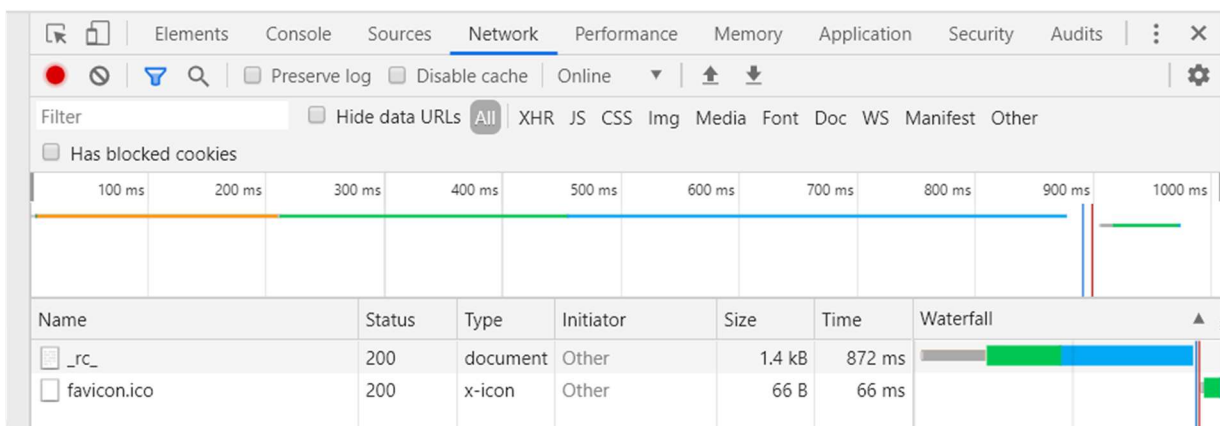 Elements Console Sources Network Performance Memory Application Security Audits
Preserve log Disable cache Online
Filter Hide data URLs All XHR JS CSS Img Media Font Doc WS Manifest Other
Has blocked cookies
100 ms 200 ms 300 ms 400 ms 500 ms 600 ms 700 ms 800 ms 900 ms 1000 ms
Name Status Type Initiator Size Time Waterfall
_rc_ 200 document Other 1.4 kB 872 ms
favicon.ico 200 x-icon Other 66 B 66 ms